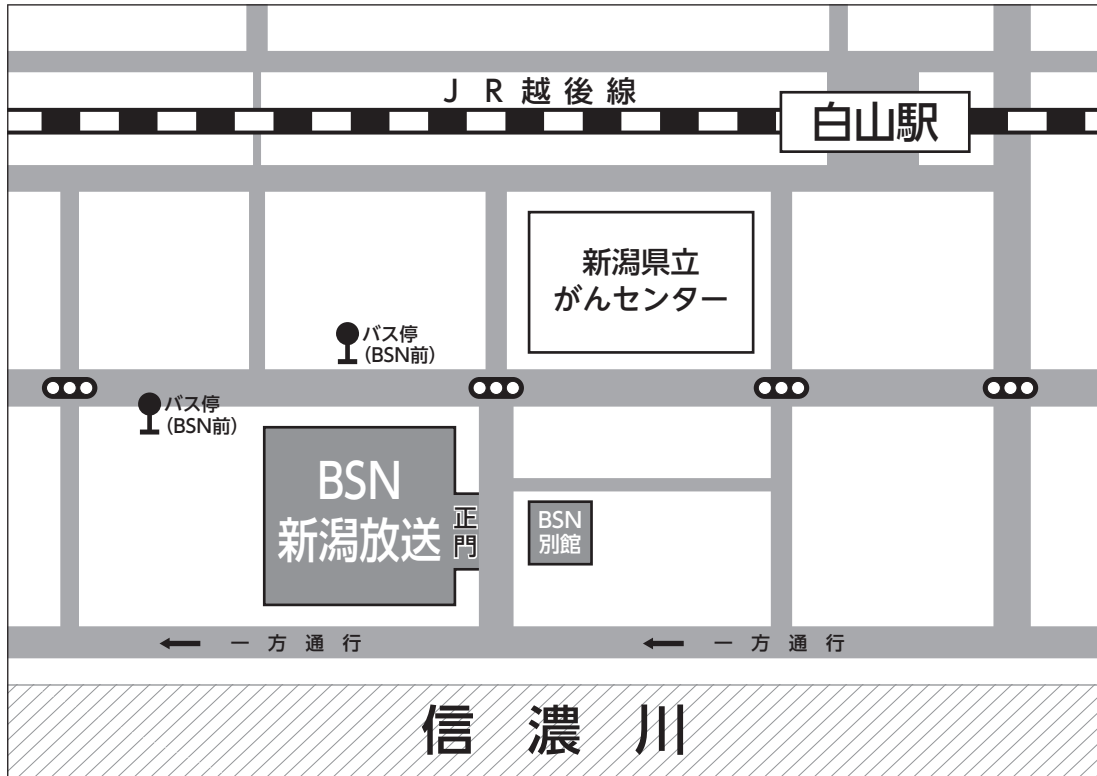 JR越後線
白山駅
新潟県立
がんセンター
バス停
(BSN前)
バス停
(BSN前)
BSN
新潟放送
正門
BSN
別館
← 一方通行
← 一方通行
信濃川